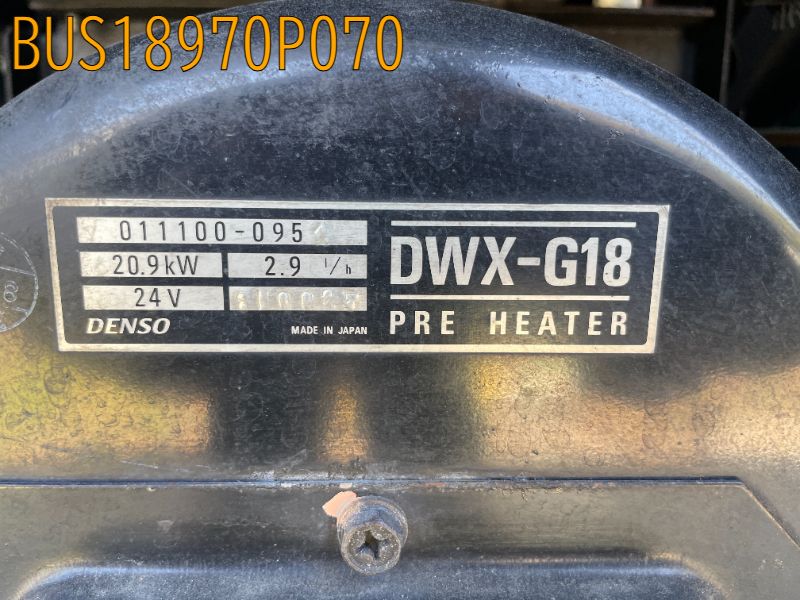 BUS18970P070
011100-095
20.9kW 2.9 l/h
24V
DENSO
MADE IN JAPAN
DWX-G18
PRE HEATER